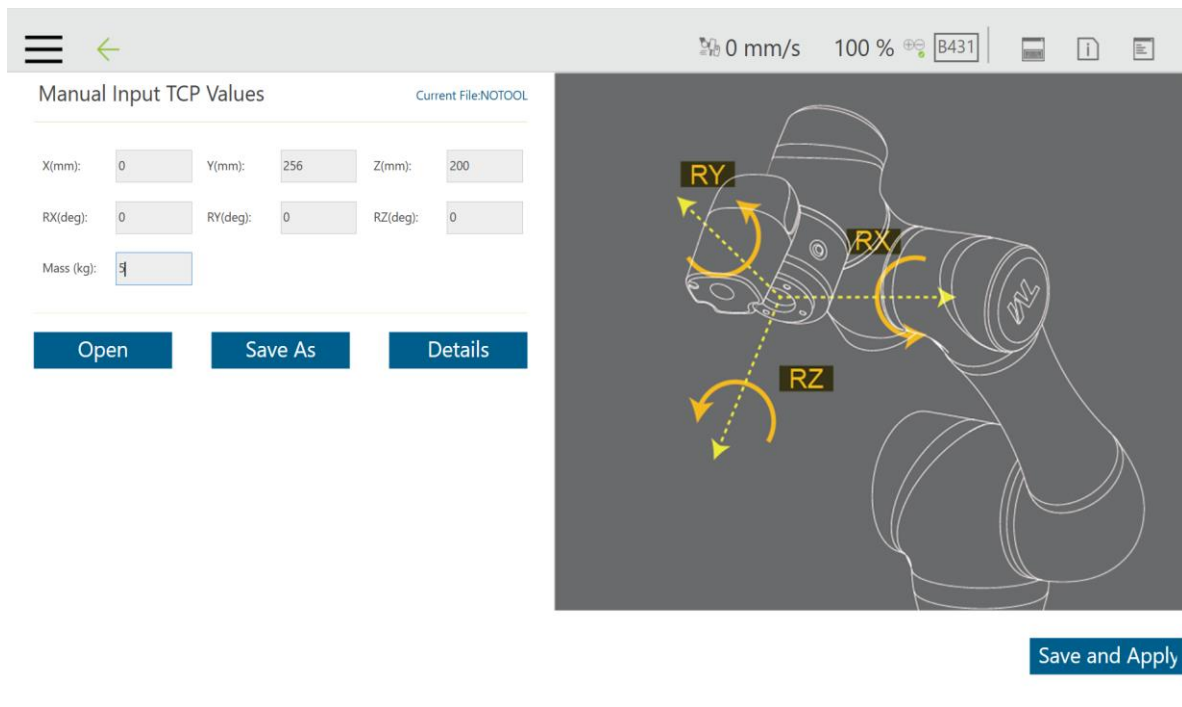 0 mm/s 100 % B431
Manual Input TCP Values Current File:NOTOOL
X(mm): 0 Y(mm): 256 Z(mm): 200
RX(deg): 0 RY(deg): 0 RZ(deg): 0
Mass (kg): 5
Open Save As Details
RY
RX
TM
RZ
Save and Apply